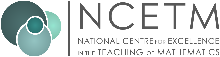 NCETM
NATIONAL CENTRE FOR EXCELLENCE
IN THE TEACHING OF MATHEMATICS